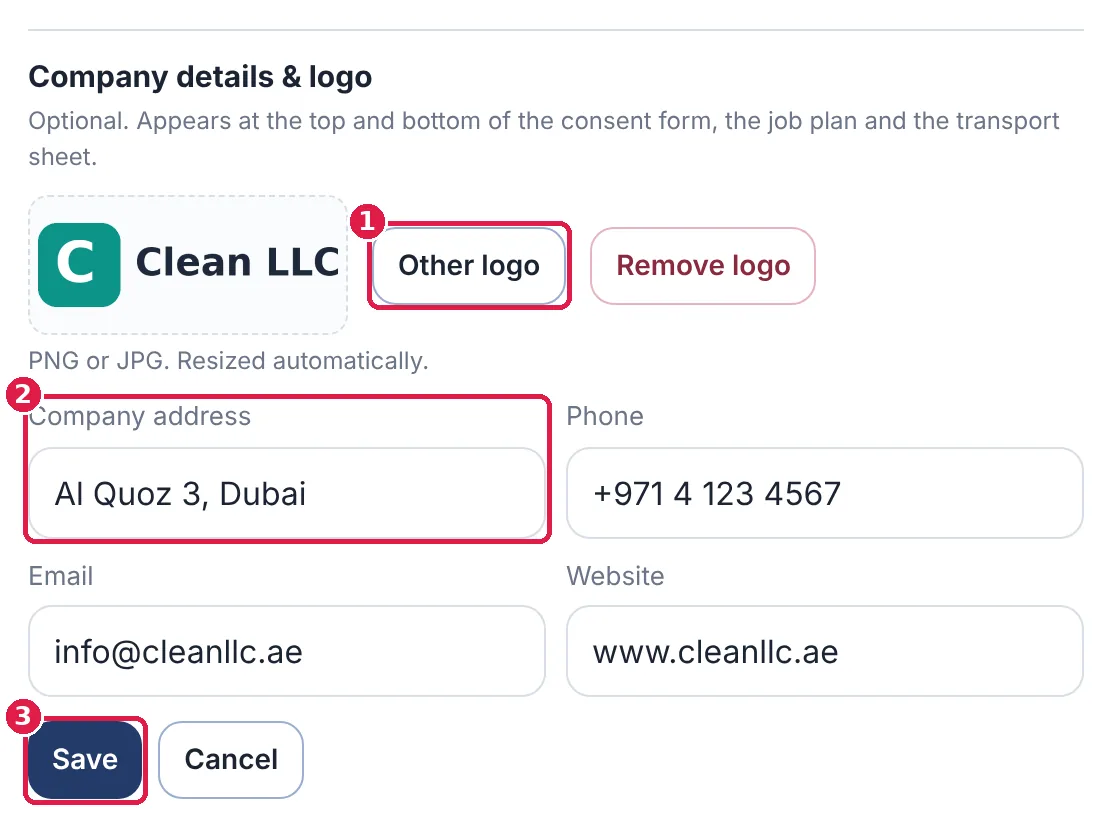 Company details & logo
Optional. Appears at the top and bottom of the consent form, the job plan and the transport
sheet.
C Clean LLC
1
Other logo
Remove logo
PNG or JPG. Resized automatically.
2
Company address
Phone
Al Quoz 3, Dubai
+971 4 123 4567
Email
Website
info@cleanllc.ae
www.cleanllc.ae
3
Save
Cancel